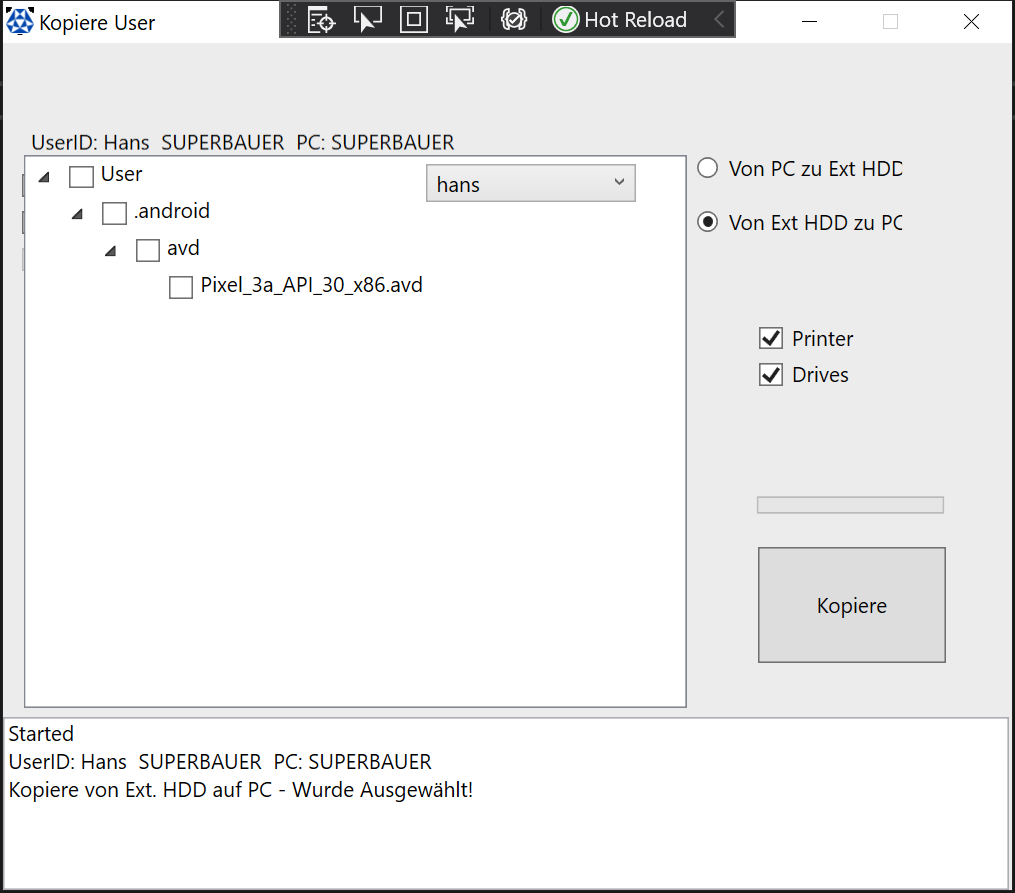 Kopiere User
Hot Reload
UserID: Hans  SUPERBAUER  PC: SUPERBAUER
User
hans
.android
avd
Pixel_3a_API_30_x86.avd
Von PC zu Ext HDD
Von Ext HDD zu PC
Printer
Drives
Kopiere
Started
UserID: Hans  SUPERBAUER  PC: SUPERBAUER
Kopiere von Ext. HDD auf PC - Wurde Ausgewählt!